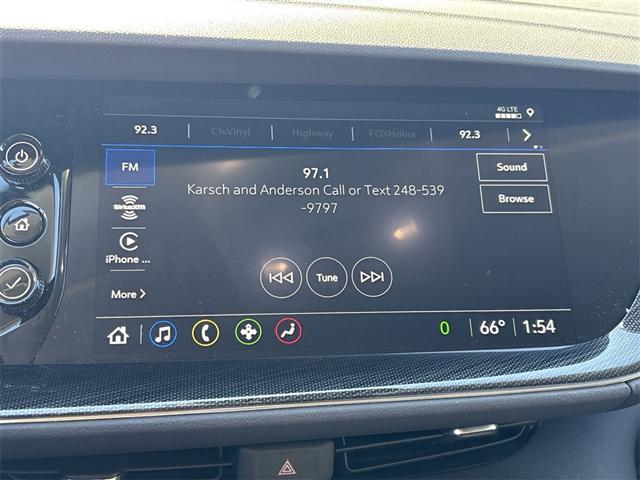 4G LTE
92.3 ClsVinyl Highway FOXHdlns 92.3
FM
97.1
Sound
Karsch and Anderson Call or Text 248-539
-9797
Browse
SiriusXM
iPhone ...
Tune
More
0 66° 1:54